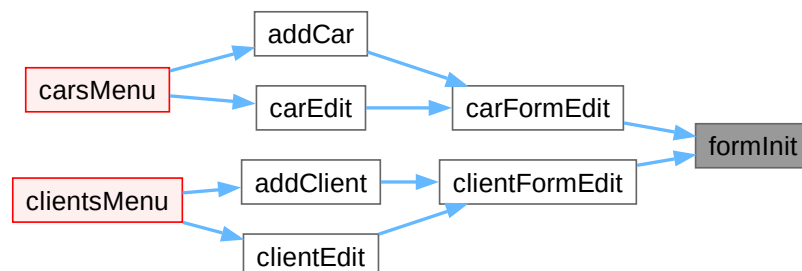 addCar
carsMenu
carEdit
carFormEdit
formInit
addClient
clientFormEdit
clientsMenu
clientEdit